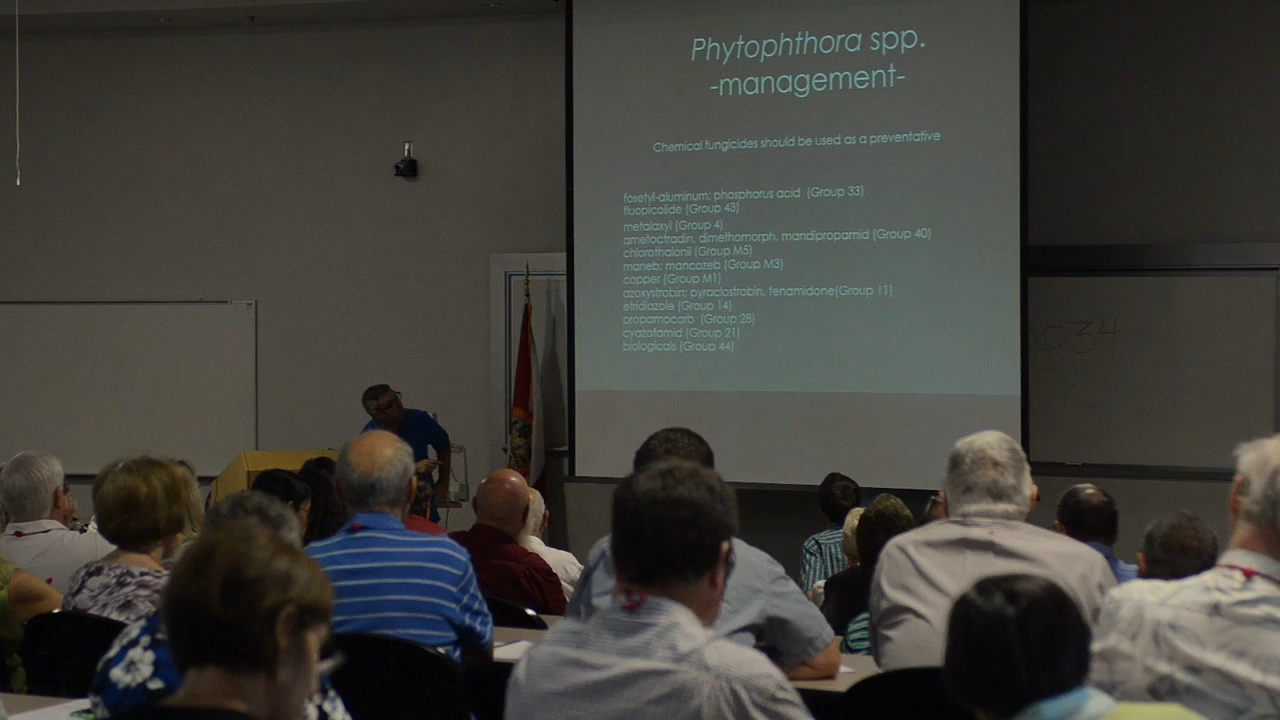 Phytophthora spp.
-management-
Chemical fungicides should be used as a preventative
fosetyl-aluminum; phosphorus acid (Group 33)
fluopicolide (Group 43)
metalaxyl (Group 4)
ametoctradin, dimethomorph, mandipropamid (Group 40)
chlorothalonil (Group M5)
maneb; mancozeb (Group M3)
copper (Group M1)
azoxystrobin; pyraclostrobin, fenamidone(Group 11)
etridiazole (Group 14)
propamocarb (Group 28)
cyazofamid (Group 21)
biologicals (Group 44)